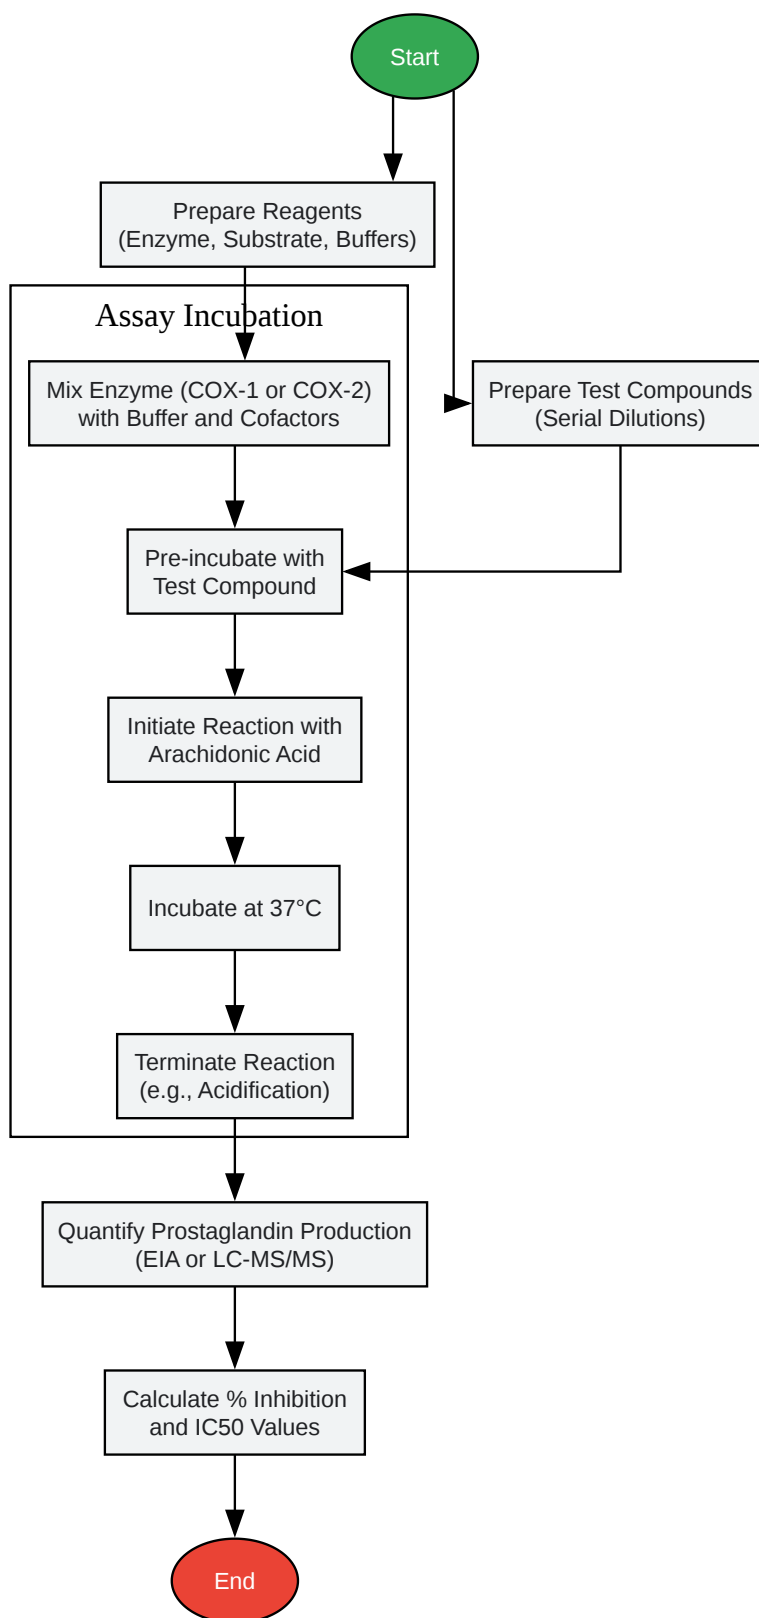 Start
Prepare Reagents
(Enzyme, Substrate, Buffers)
Assay Incubation
Mix Enzyme (COX-1 or COX-2)
with Buffer and Cofactors
Prepare Test Compounds
(Serial Dilutions)
Pre-incubate with
Test Compound
Initiate Reaction with
Arachidonic Acid
Incubate at 37°C
Terminate Reaction
(e.g., Acidification)
Quantify Prostaglandin Production
(EIA or LC-MS/MS)
Calculate % Inhibition
and IC50 Values
End